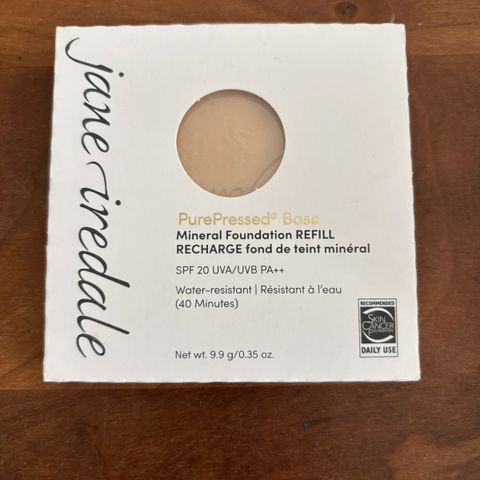 jane iredale
PurePressed® Base
Mineral Foundation REFILL
RECHARGE fond de teint minéral
SPF 20 UVA/UVB PA++
Water-resistant | Résistant à l'eau
(40 Minutes)
Net wt. 9.9 g/0.35 oz.
RECOMMENDED
SKIN
CANCER
FOUNDATION
DAILY USE